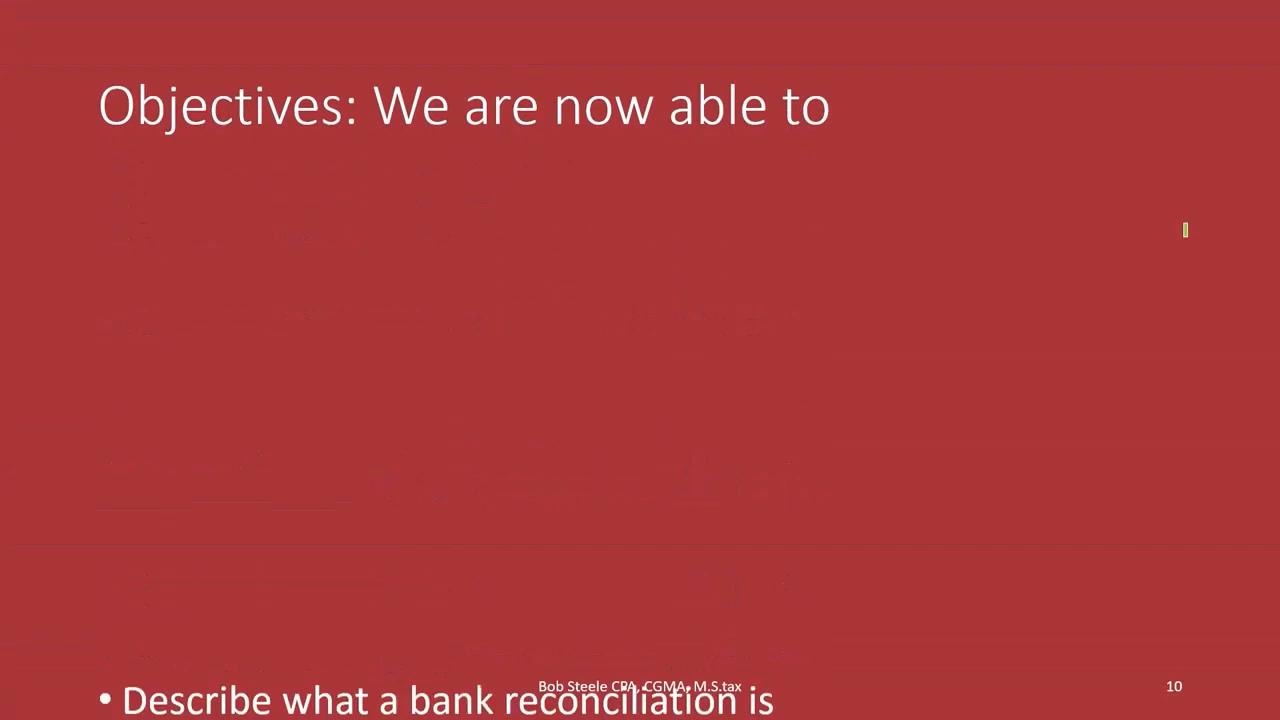 Objectives: We are now able to
• Describe what a bank reconciliation is
Bob Steele CPA, CGMA, M.S.tax
10